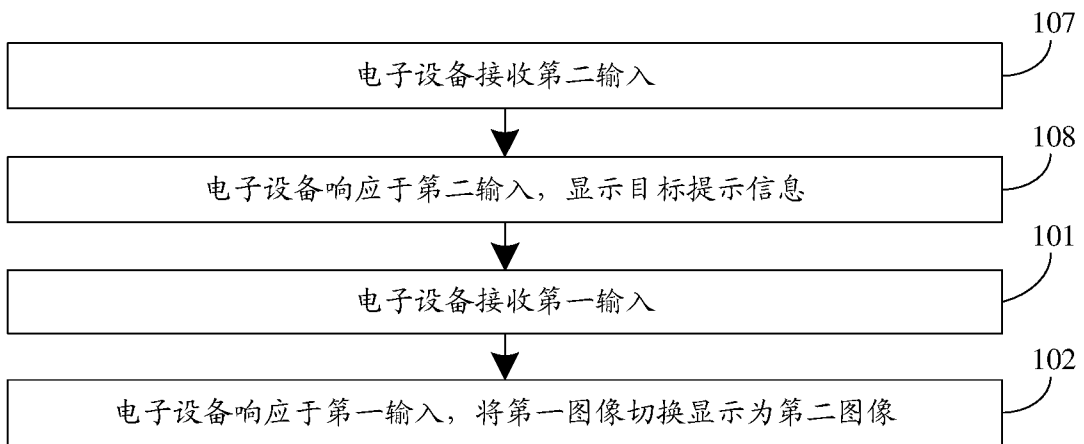 107
电子设备接收第二输入
108
电子设备响应于第二输入，显示目标提示信息
101
电子设备接收第一输入
102
电子设备响应于第一输入，将第一图像切换显示为第二图像